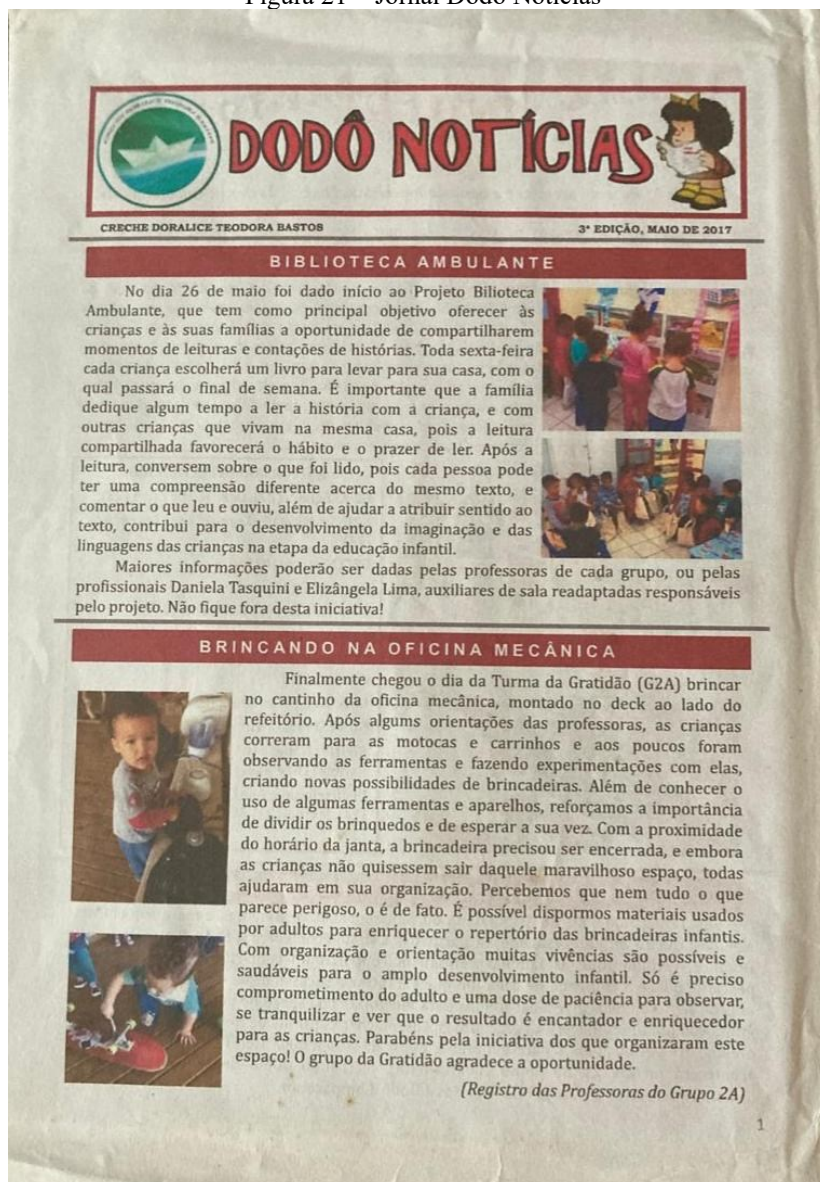 Figura 21 – Jornal Dodô Notícias
DODÔ NOTÍCIAS
CRECHE DORALICE TEODORA BASTOS
3ª EDIÇÃO, MAIO DE 2017
BIBLIOTECA AMBULANTE
No dia 26 de maio foi dado início ao Projeto Bilioteca
Ambulante, que tem como principal objetivo oferecer às
crianças e às suas famílias a oportunidade de compartilharem
momentos de leituras e contações de histórias. Toda sexta-feira
cada criança escolherá um livro para levar para sua casa, com o
qual passará o final de semana. É importante que a família
dedique algum tempo a ler a história com a criança, e com
outras crianças que vivam na mesma casa, pois a leitura
compartilhada favorecerá o hábito e o prazer de ler. Após a
leitura, conversem sobre o que foi lido, pois cada pessoa pode
ter uma compreensão diferente acerca do mesmo texto, e
comentar o que leu e ouviu, além de ajudar a atribuir sentido ao
texto, contribui para o desenvolvimento da imaginação e das
linguagens das crianças na etapa da educação infantil.
Maiores informações poderão ser dadas pelas professoras de cada grupo, ou pelas
profissionais Daniela Tasquini e Elizângela Lima, auxiliares de sala readaptadas responsáveis
pelo projeto. Não fique fora desta iniciativa!
BRINCANDO NA OFICINA MECÂNICA
Finalmente chegou o dia da Turma da Gratidão (G2A) brincar
no cantinho da oficina mecânica, montado no deck ao lado do
refeitório. Após algums orientações das professoras, as crianças
correram para as motocas e carrinhos e aos poucos foram
observando as ferramentas e fazendo experimentações com elas,
criando novas possibilidades de brincadeiras. Além de conhecer o
uso de algumas ferramentas e aparelhos, reforçamos a importância
de dividir os brinquedos e de esperar a sua vez. Com a proximidade
do horário da janta, a brincadeira precisou ser encerrada, e embora
as crianças não quisessem sair daquele maravilhoso espaço, todas
ajudaram em sua organização. Percebemos que nem tudo o que
parece perigoso, o é de fato. É possível dispormos materiais usados
por adultos para enriquecer o repertório das brincadeiras infantis.
Com organização e orientação muitas vivências são possíveis e
saudáveis para o amplo desenvolvimento infantil. Só é preciso
comprometimento do adulto e uma dose de paciência para observar,
se tranquilizar e ver que o resultado é encantador e enriquecedor
para as crianças. Parabéns pela iniciativa dos que organizaram este
espaço! O grupo da Gratidão agradece a oportunidade.
(Registro das Professoras do Grupo 2A)
1